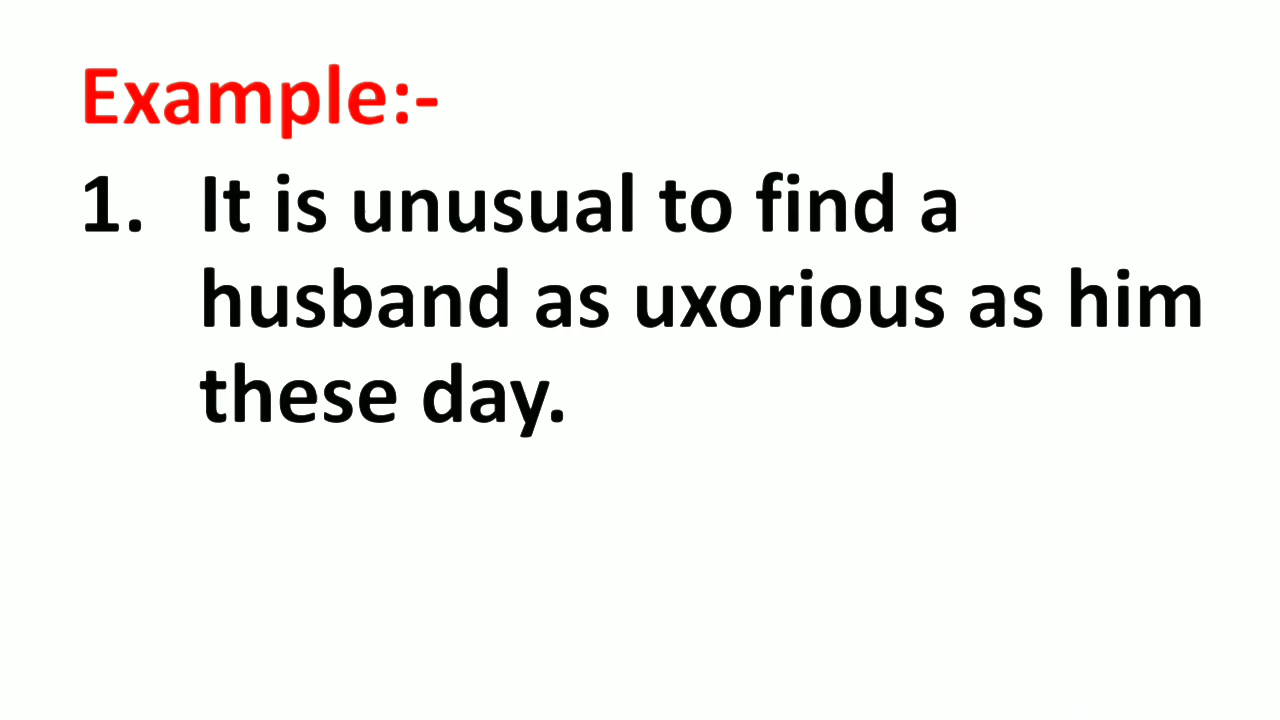 Example:-
1. It is unusual to find a
husband as uxorious as him
these day.